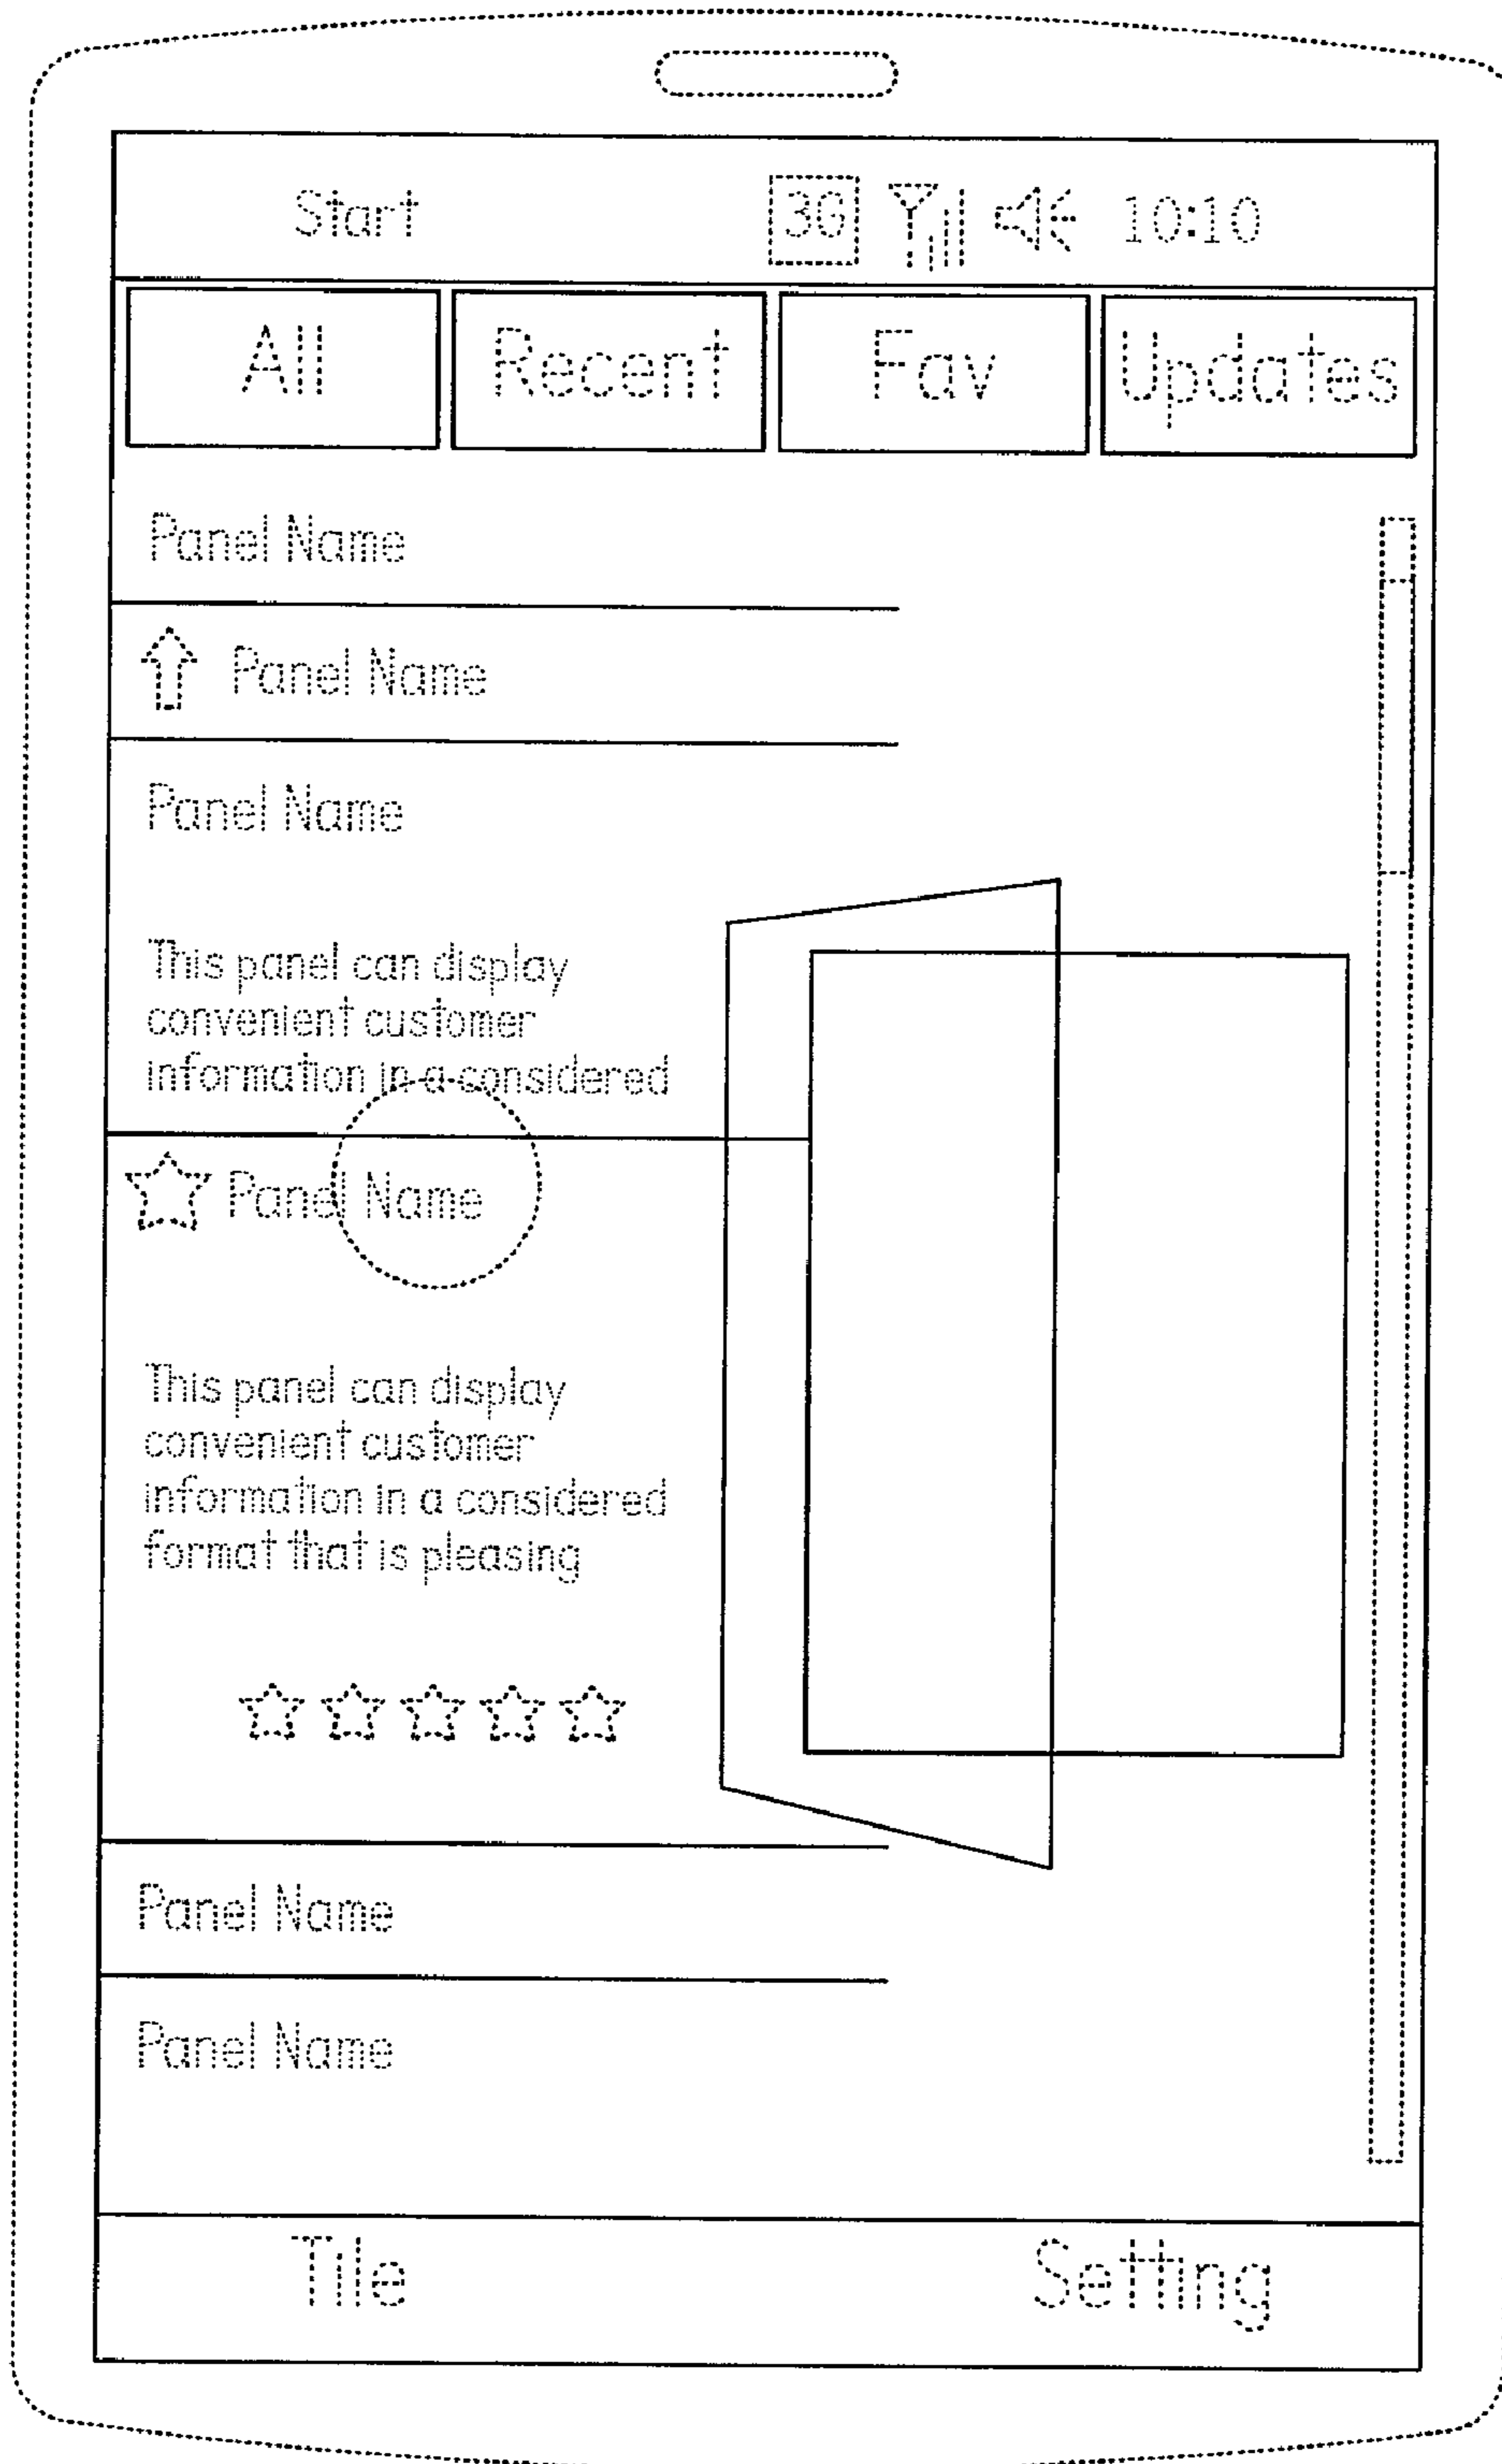 Start 3G 10:10
All Recent Fav Updates
Panel Name
Panel Name
Panel Name
This panel can display
convenient customer
information in a considered
Panel Name
This panel can display
convenient customer
information in a considered
format that is pleasing
Panel Name
Panel Name
Tile Setting